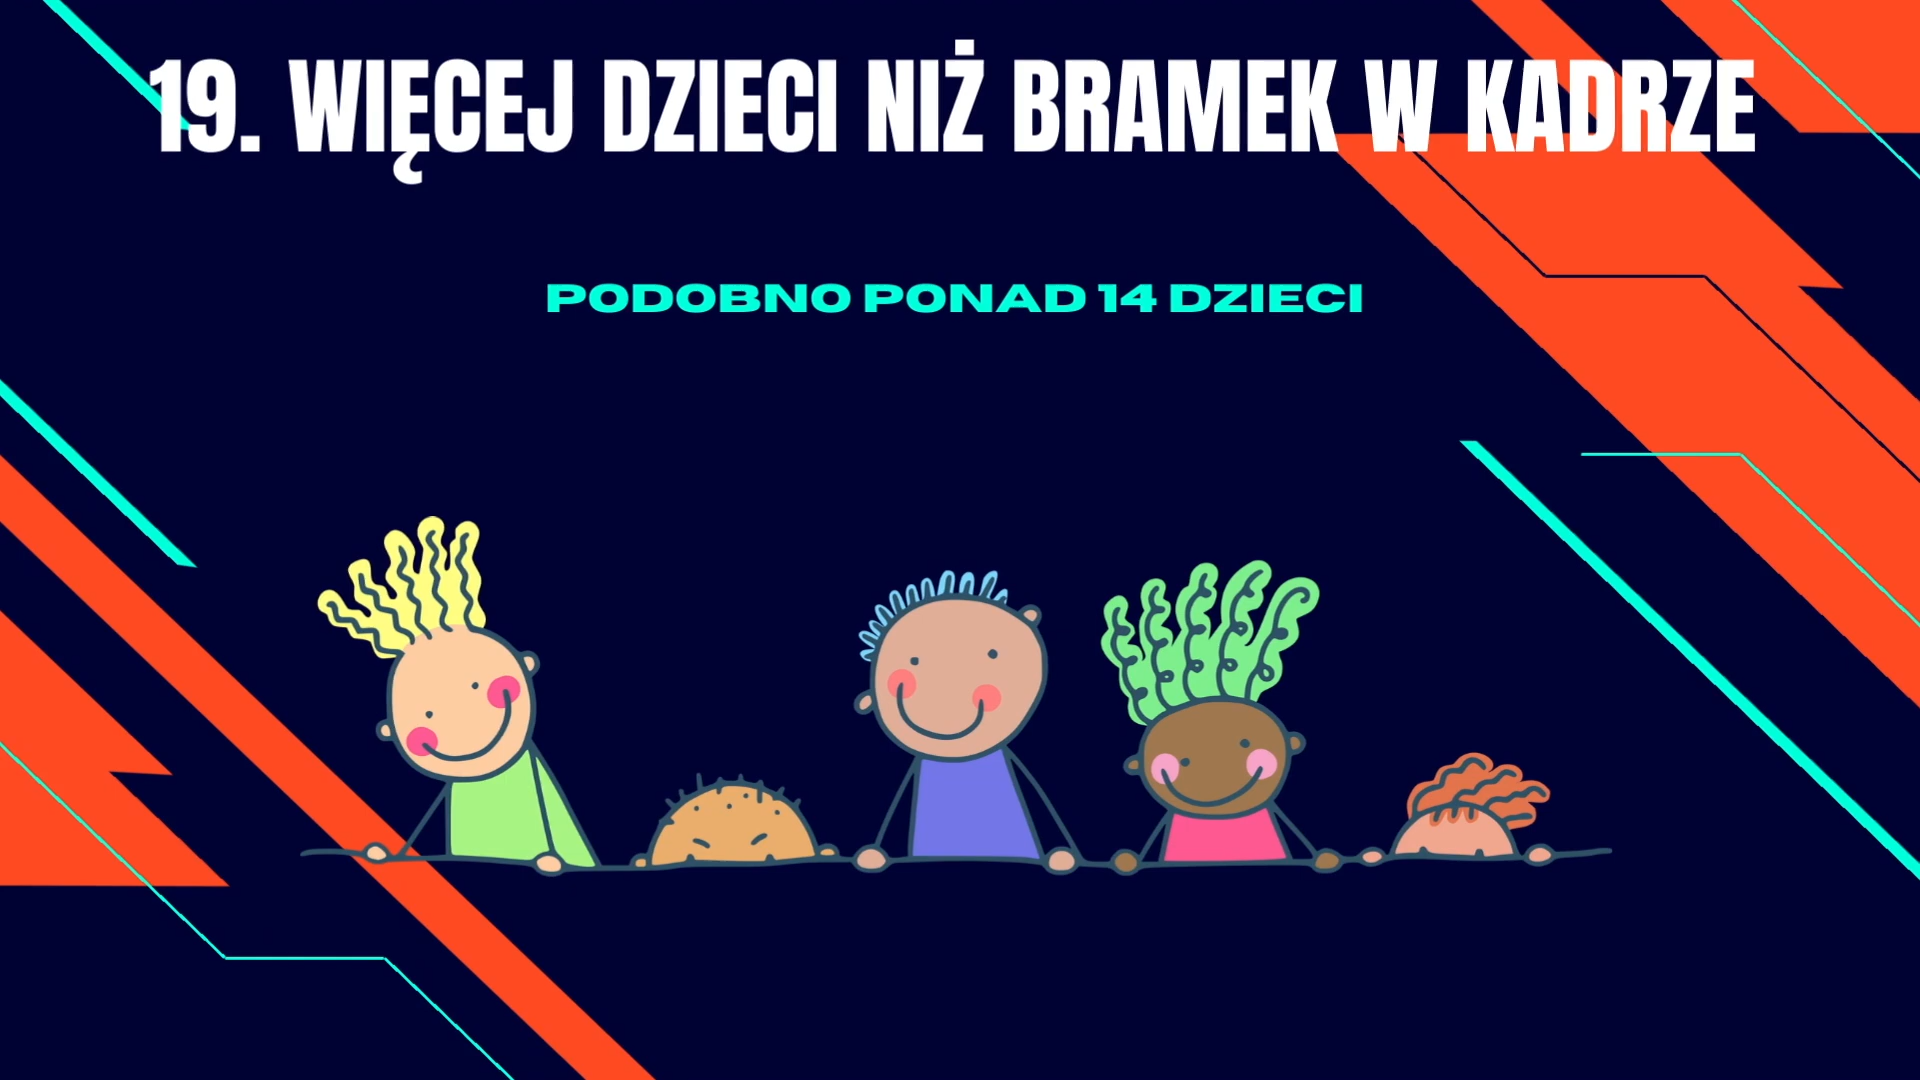 19. WIĘCEJ DZIECI NIŻ BRAMEK W KADRZE
PODOBNO PONAD 14 DZIECI